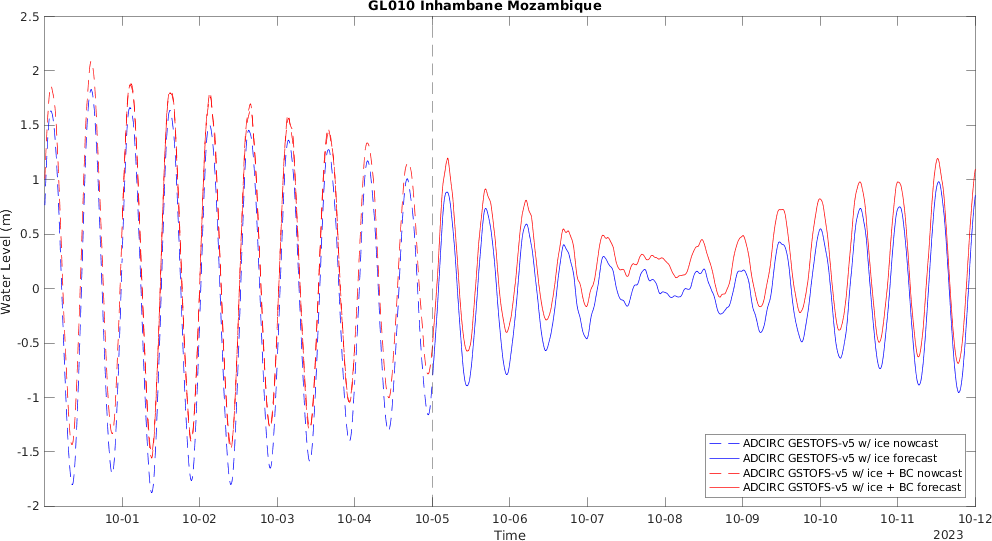 GL010 Inhambane Mozambique
2.5
2
1.5
1
0.5
0
-0.5
-1
-1.5
-2
Water Level (m)
10-01 10-02 10-03 10-04 10-05 10-06 10-07 10-08 10-09 10-10 10-11 10-12
Time
2023
ADCIRC GESTOFS-v5 w/ ice nowcast
ADCIRC GESTOFS-v5 w/ ice forecast
ADCIRC GSTOFS-v5 w/ ice + BC nowcast
ADCIRC GSTOFS-v5 w/ ice + BC forecast